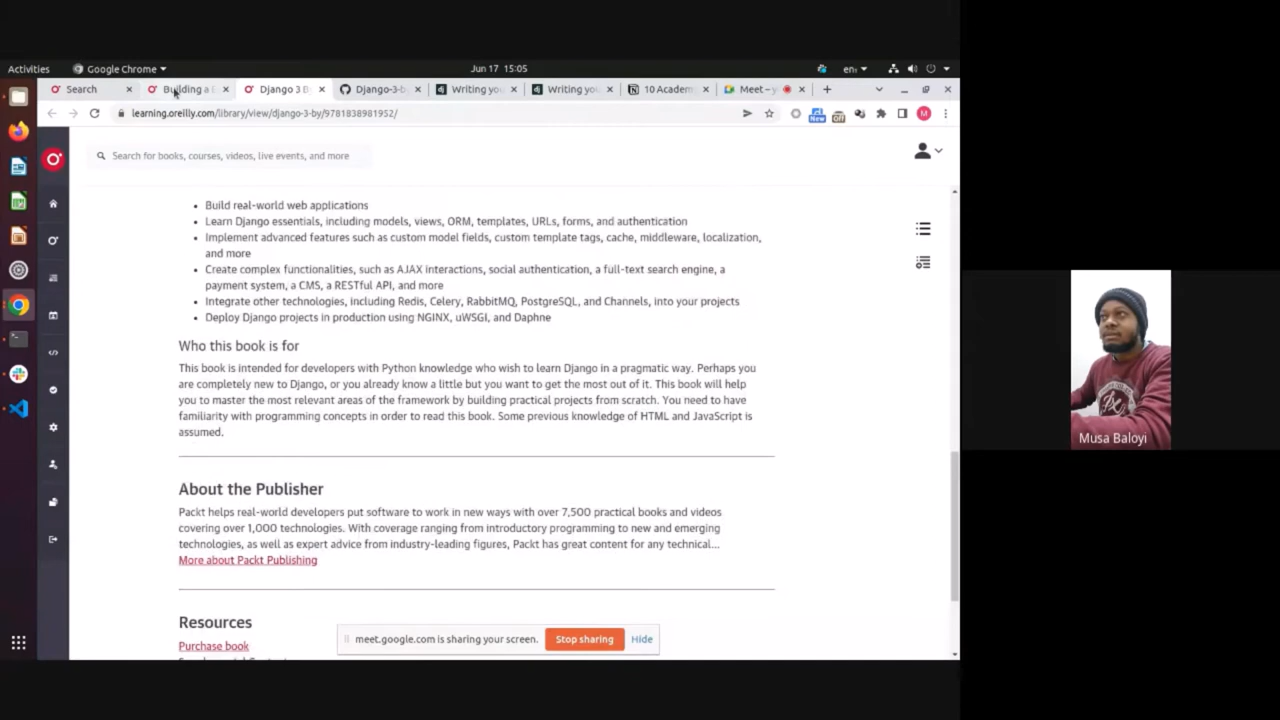 Activities
Google Chrome
Jun 17 15:05
en₁
Search
Building a
Django 3 B
Django-3-b
Writing you
Writing you
10 Academ
Meet – y
learning.oreilly.com/library/view/django-3-by/9781838981952/
New
Off
M
Search for books, courses, videos, live events, and more
Build real-world web applications
Learn Django essentials, including models, views, ORM, templates, URLs, forms, and authentication
Implement advanced features such as custom model fields, custom template tags, cache, middleware, localization,
and more
Create complex functionalities, such as AJAX interactions, social authentication, a full-text search engine, a
payment system, a CMS, a RESTful API, and more
Integrate other technologies, including Redis, Celery, RabbitMQ, PostgreSQL, and Channels, into your projects
Deploy Django projects in production using NGINX, uWSGI, and Daphne
Who this book is for
This book is intended for developers with Python knowledge who wish to learn Django in a pragmatic way. Perhaps you
are completely new to Django, or you already know a little but you want to get the most out of it. This book will help
you to master the most relevant areas of the framework by building practical projects from scratch. You need to have
familiarity with programming concepts in order to read this book. Some previous knowledge of HTML and JavaScript is
assumed.
About the Publisher
Packt helps real-world developers put software to work in new ways with over 7,500 practical books and videos
covering over 1,000 technologies. With coverage ranging from introductory programming to new and emerging
technologies, as well as expert advice from industry-leading figures, Packt has great content for any technical...
More about Packt Publishing
Resources
Purchase book
meet.google.com is sharing your screen.
Stop sharing
Hide
Musa Baloyi